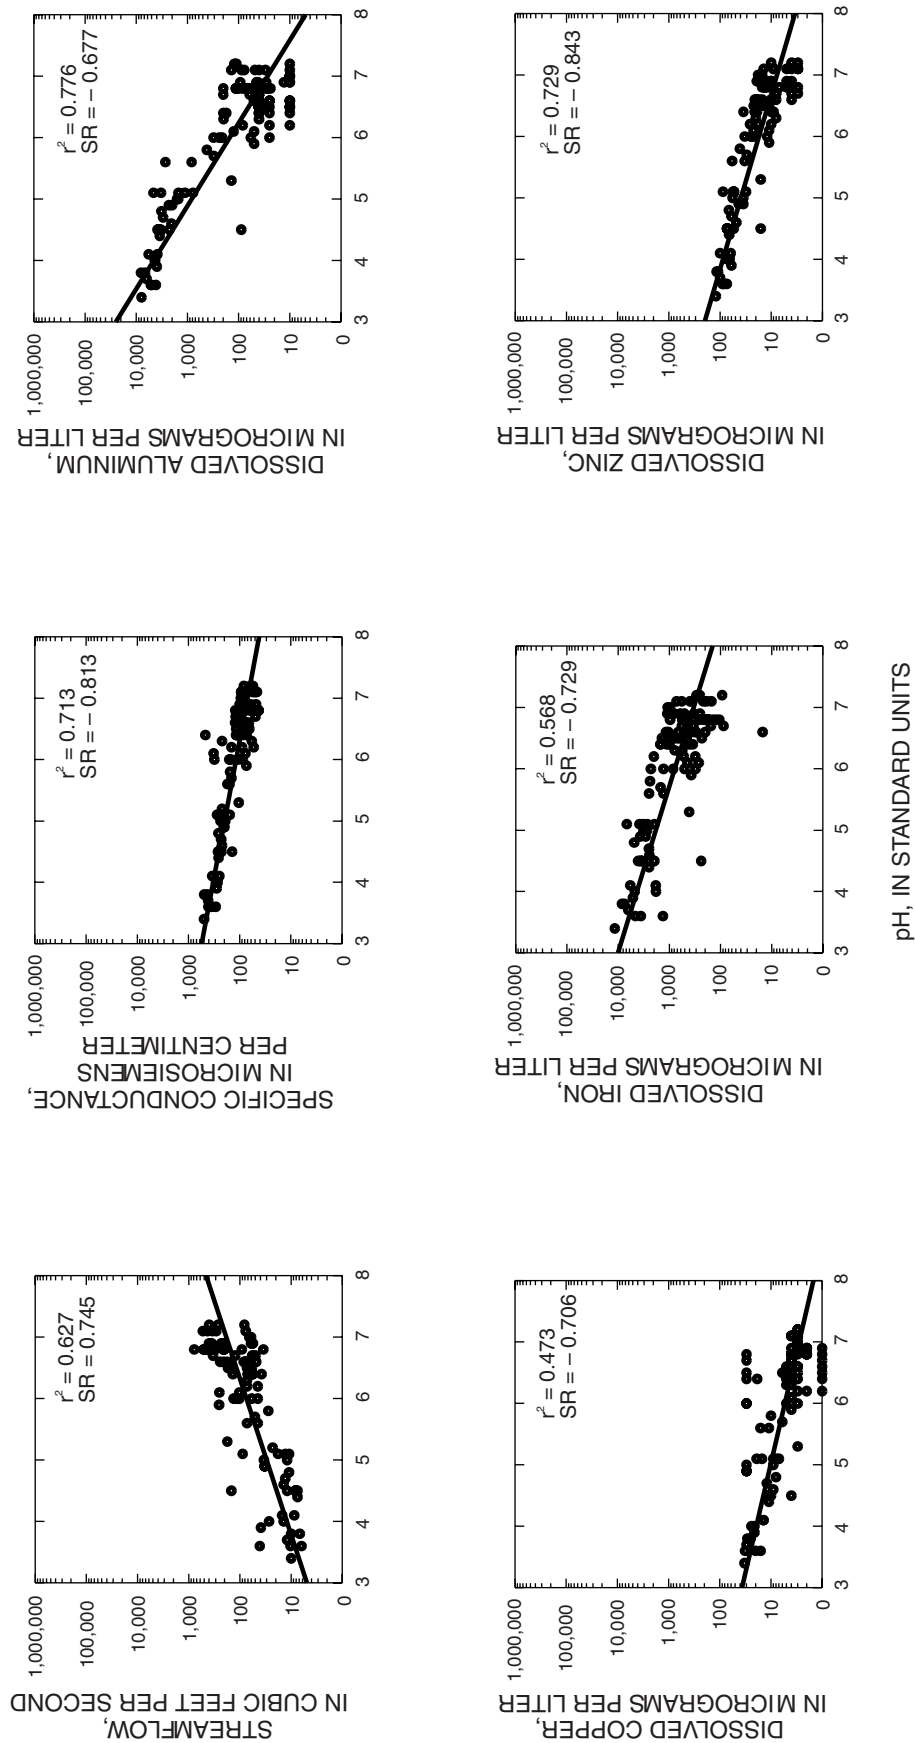 STREAMFLOW,
IN CUBIC FEET PER SECOND
1,000,000
100,000
10,000
1,000
100
10
0
r² = 0.627
SR = 0.745
3 4 5 6 7 8
SPECIFIC CONDUCTANCE,
IN MICROSIEMENS
PER CENTIMETER
1,000,000
100,000
10,000
1,000
100
10
0
r² = 0.713
SR = – 0.813
3 4 5 6 7 8
DISSOLVED ALUMINUM,
IN MICROGRAMS PER LITER
1,000,000
100,000
10,000
1,000
100
10
0
r² = 0.776
SR = – 0.677
3 4 5 6 7 8
DISSOLVED COPPER,
IN MICROGRAMS PER LITER
1,000,000
100,000
10,000
1,000
100
10
0
r² = 0.473
SR = – 0.706
3 4 5 6 7 8
DISSOLVED IRON,
IN MICROGRAMS PER LITER
1,000,000
100,000
10,000
1,000
100
10
0
r² = 0.568
SR = – 0.729
3 4 5 6 7 8
DISSOLVED ZINC,
IN MICROGRAMS PER LITER
1,000,000
100,000
10,000
1,000
100
10
0
r² = 0.729
SR = – 0.843
3 4 5 6 7 8
pH, IN STANDARD UNITS